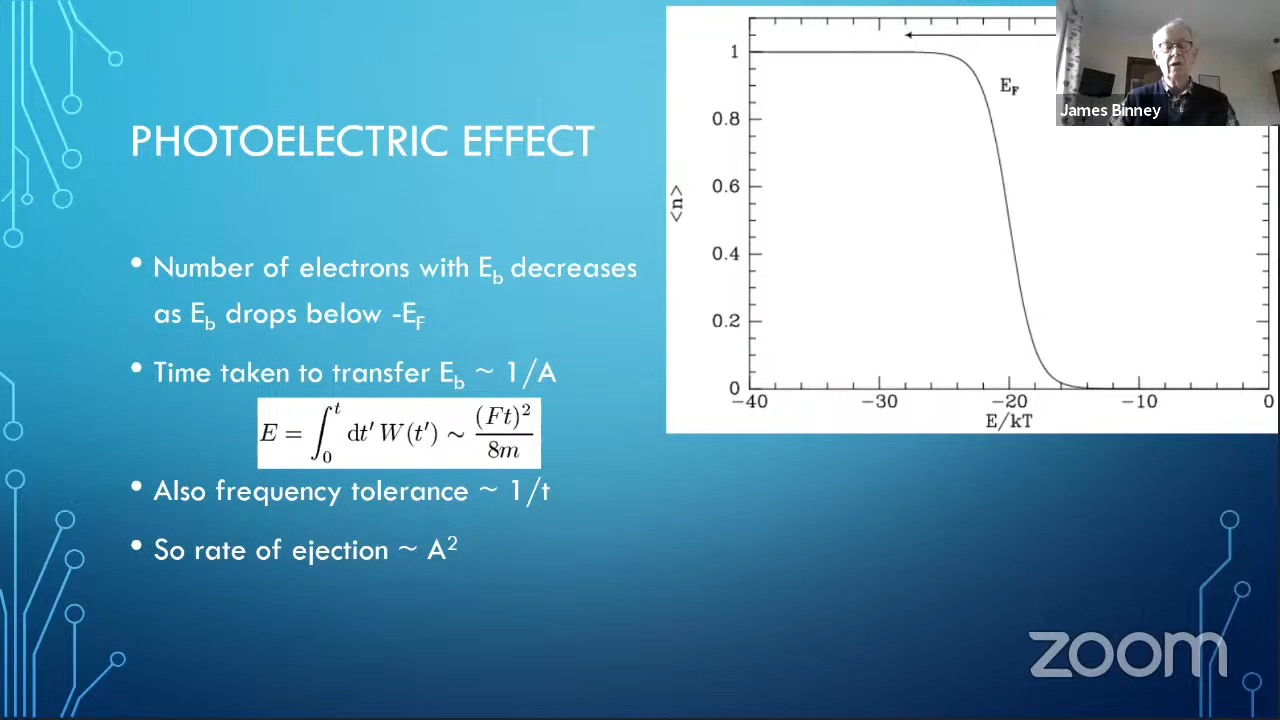 PHOTOELECTRIC EFFECT
• Number of electrons with E_b decreases
as E_b drops below -E_F
• Time taken to transfer E_b ~ 1/A
E = ∫_0^t dt′ W(t′) ∼ (Ft)² / 8m
• Also frequency tolerance ~ 1/t
• So rate of ejection ~ A²
1
0.8
0.6
0.4
0.2
0
<n>
E_F
−40 −30 −20 −10 0
E/kT
James Binney
zoom